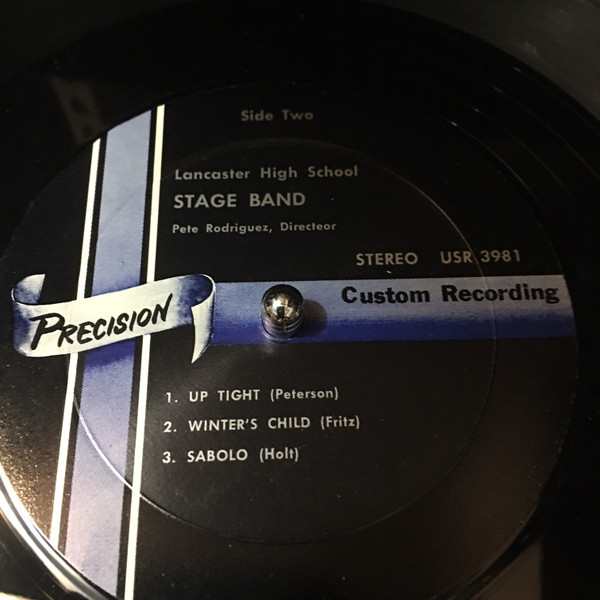 Side Two
Lancaster High School
STAGE BAND
Pete Rodriguez, Directeor
STEREO USR 3981
Custom Recording
PRECISION
1. UP TIGHT (Peterson)
2. WINTER'S CHILD (Fritz)
3. SABOLO (Holt)